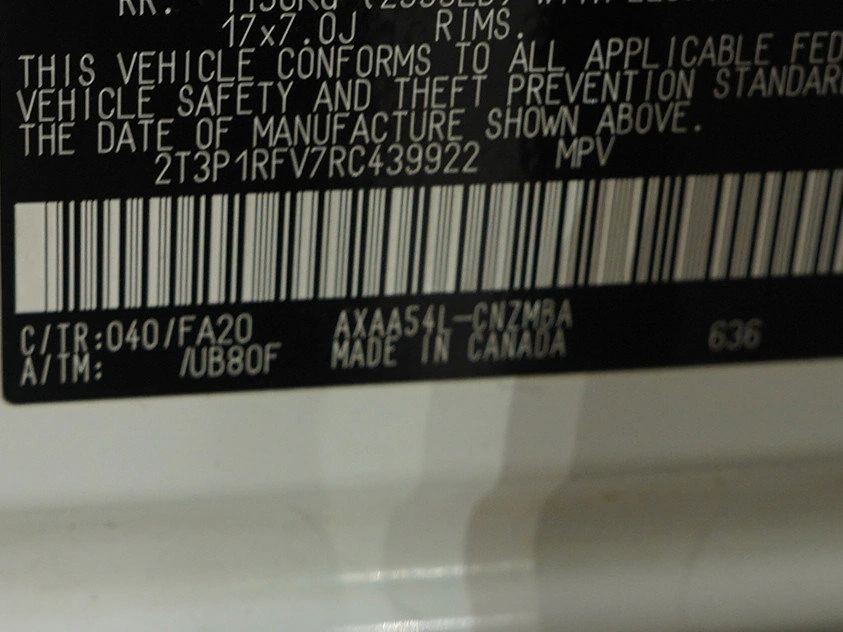 17x7.0J RIMS.
THIS VEHICLE CONFORMS TO ALL APPLICABLE FED
VEHICLE SAFETY AND THEFT PREVENTION STANDAR
THE DATE OF MANUFACTURE SHOWN ABOVE.
2T3P1RFV7RC439922 MPV
C/TR:040/FA20 AXAA54L-CNZMBA
A/TM: /UB80F MADE IN CANADA 636